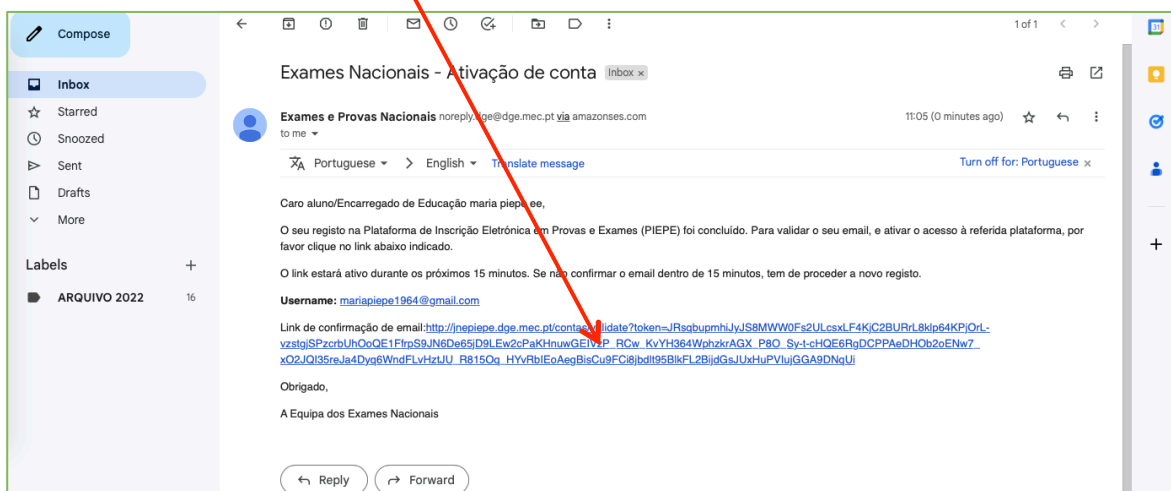 Compose
1 of 1
31
Exames Nacionais - Ativação de conta Inbox ×
Inbox
Starred
Snoozed
Sent
Drafts
More
Labels +
ARQUIVO 2022 16
Exames e Provas Nacionais noreply.dge@dge.mec.pt via amazonses.com 11:05 (0 minutes ago)
to me
Portuguese > English Translate message Turn off for: Portuguese ×
Caro aluno/Encarregado de Educação maria piepe ee,
O seu registo na Plataforma de Inscrição Eletrónica em Provas e Exames (PIEPE) foi concluído. Para validar o seu email, e ativar o acesso à referida plataforma, por
favor clique no link abaixo indicado.
O link estará ativo durante os próximos 15 minutos. Se não confirmar o email dentro de 15 minutos, tem de proceder a novo registo.
Username: mariapiepe1964@gmail.com
Link de confirmação de email:
Obrigado,
A Equipa dos Exames Nacionais
Reply Forward